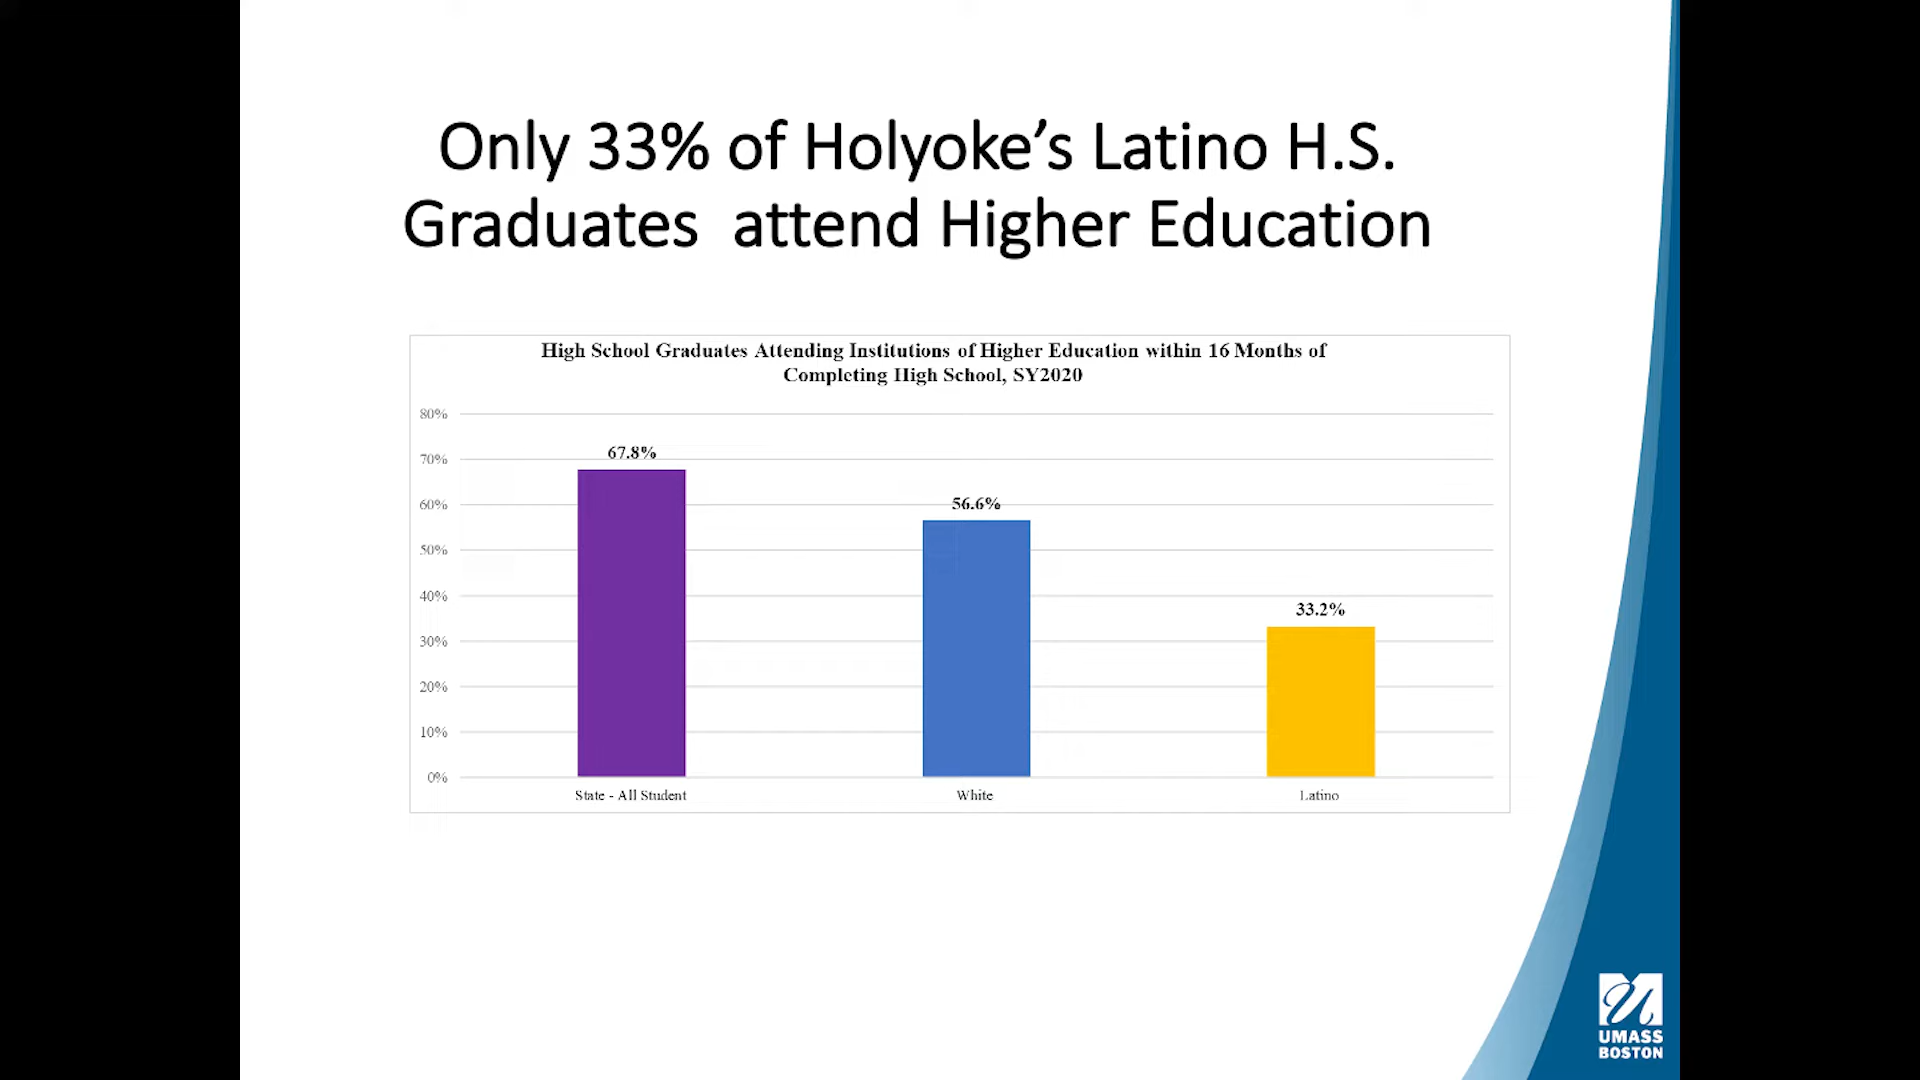 Only 33% of Holyoke’s Latino H.S.
Graduates  attend Higher Education
High School Graduates Attending Institutions of Higher Education within 16 Months of
Completing High School, SY2020
80%
70%
60%
50%
40%
30%
20%
10%
0%
67.8%
56.6%
33.2%
State - All Student
White
Latino
UMASS
BOSTON